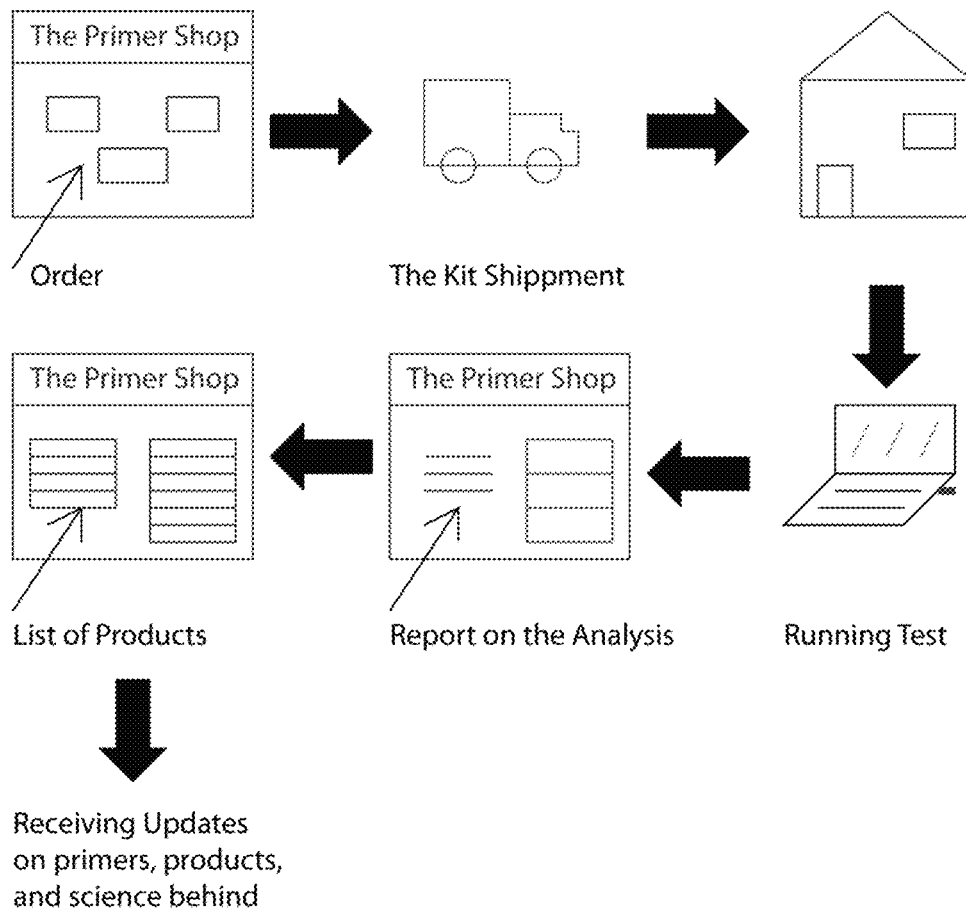 The Primer Shop
Order
The Kit Shippment
The Primer Shop
The Primer Shop
List of Products
Report on the Analysis
Running Test
Receiving Updates
on primers, products,
and science behind